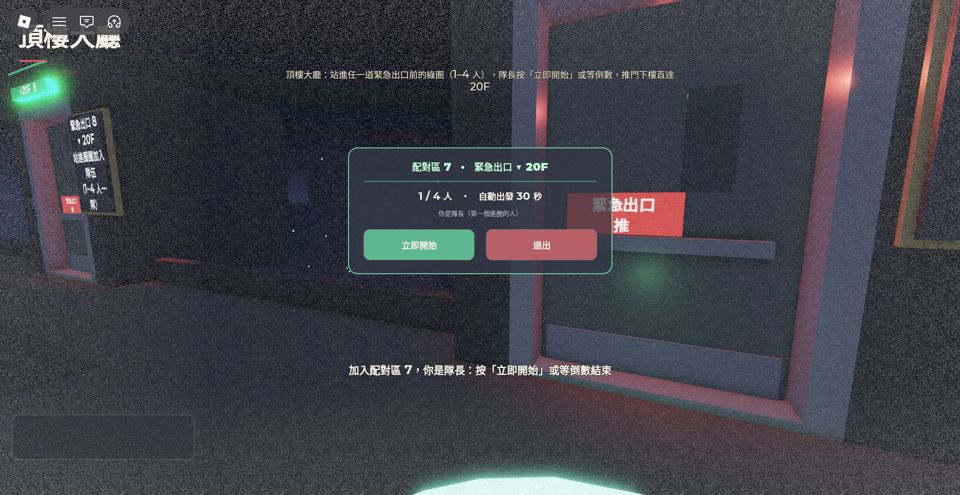 頂樓大廳
頂樓大廳：站進任一道緊急出口前的綠圈（1–4 人），隊長按「立即開始」或等倒數，推門下樓直達
20F
▼20F B
緊急出口 B
▼ 20F
站進圈圈加入
隊伍
(1–4 人一
隊)
配對區 7 • 緊急出口 ▼ 20F
1 / 4 人 • 自動出發 30 秒
你是隊長（第一個進圈的人）
立即開始
退出
緊急出口
推
加入配對區 7，你是隊長：按「立即開始」或等倒數結束